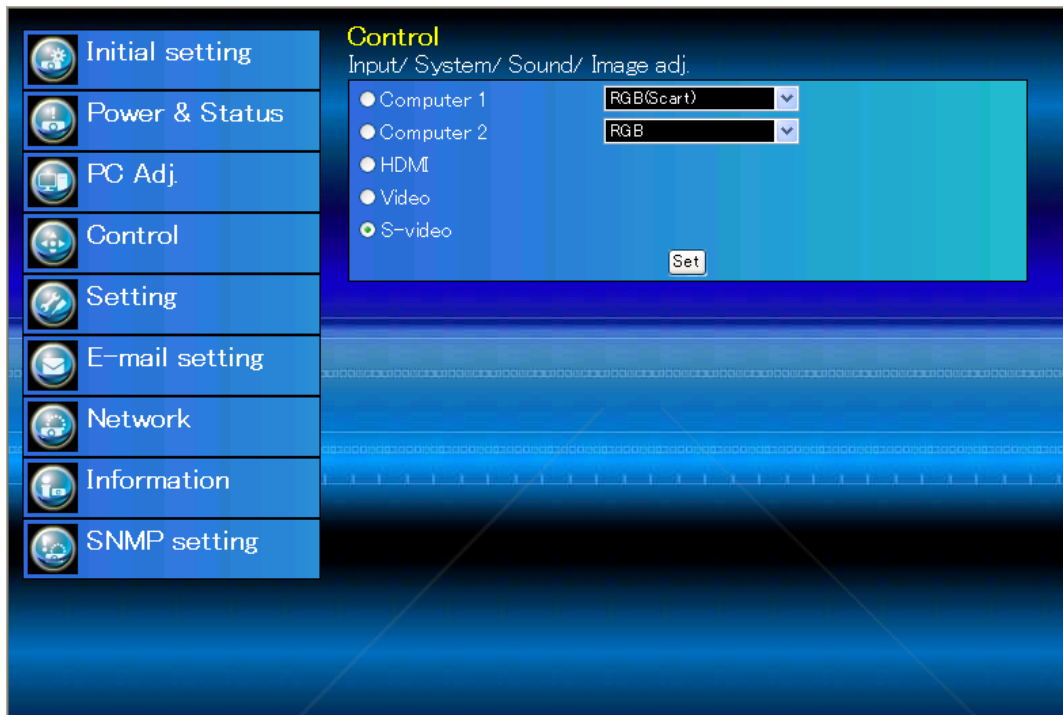 Initial setting
Power & Status
PC Adj.
Control
Setting
E-mail setting
Network
Information
SNMP setting
Control
Input/ System/ Sound/ Image adj.
Computer 1 RGB(Scart)
Computer 2 RGB
HDMI
Video
S-video
Set